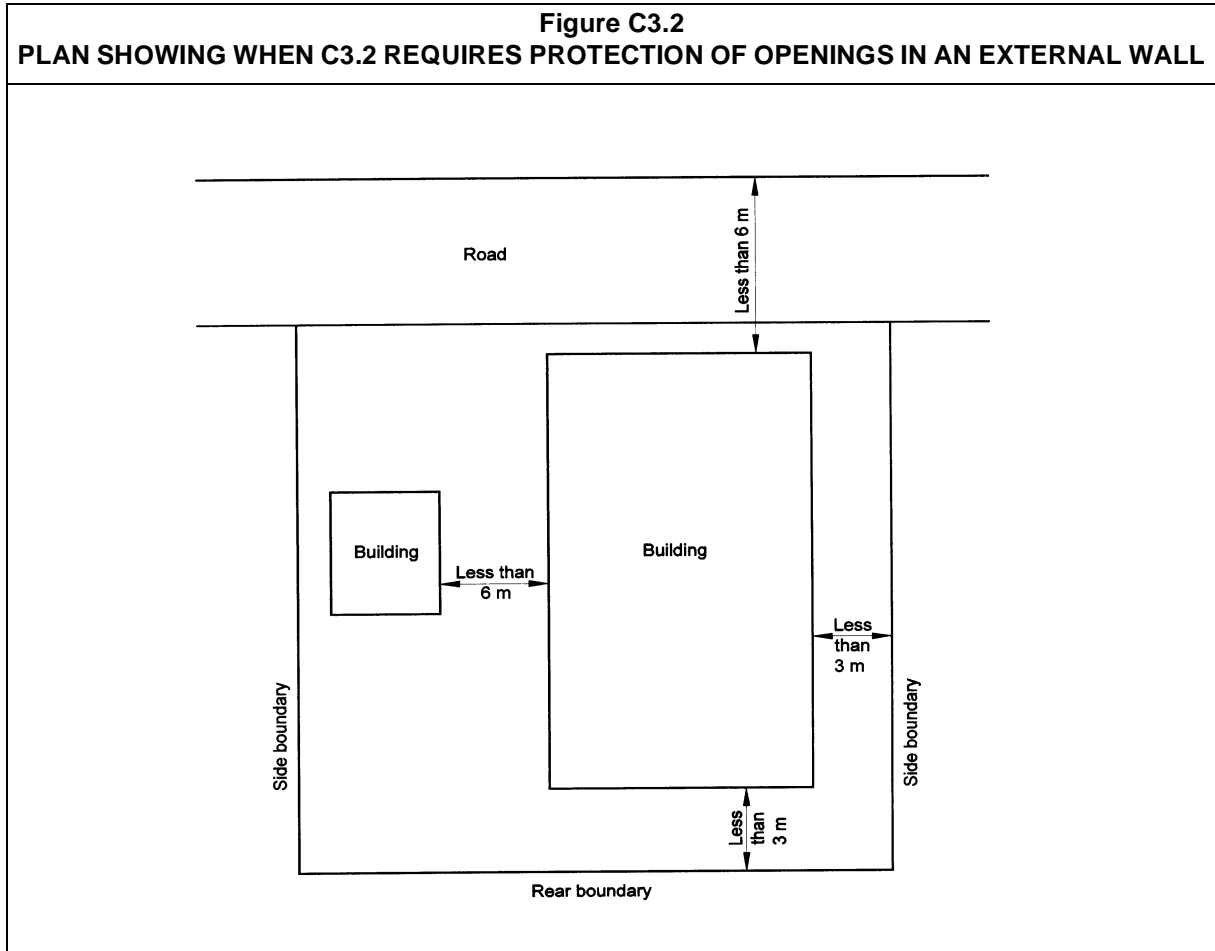 Figure C3.2
PLAN SHOWING WHEN C3.2 REQUIRES PROTECTION OF OPENINGS IN AN EXTERNAL WALL
Less than 6 m
Road
Building
Less than
6 m
Building
Less
than
3 m
Side boundary
Side boundary
Less
than
3 m
Rear boundary